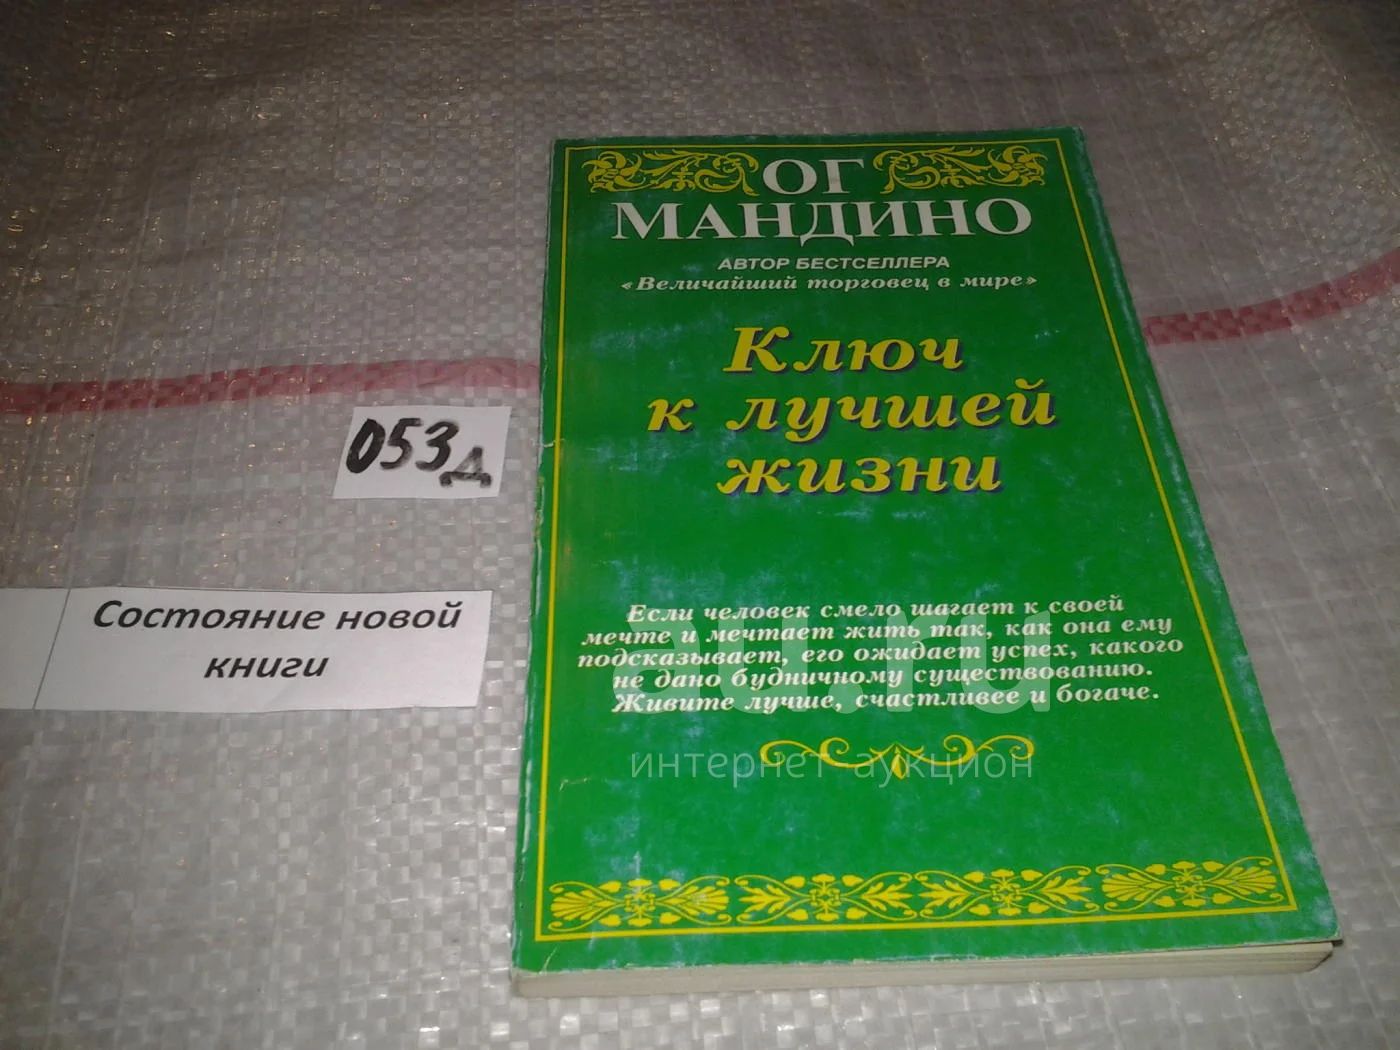 ОГ
МАНДИНО
АВТОР БЕСТСЕЛЛЕРА
«Величайший торговец в мире»
Ключ
к лучшей
жизни
053д
Состояние новой
книги
Если человек смело шагает к своей
мечте и мечтает жить так, как она ему
подсказывает, его ожидает успех, какого
не дано будничному существованию.
Живите лучше, счастливее и богаче.
au.ru
интернет-аукцион